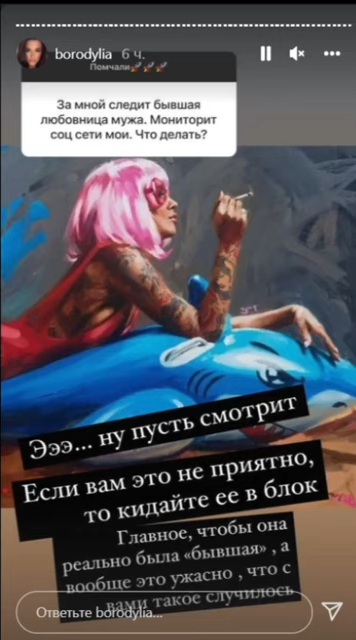 borodylia 6 ч.
Помчали🚀🚀🚀
За мной следит бывшая
любовница мужа. Мониторит
соц сети мои. Что делать?
Эээ... ну пусть смотрит
Если вам это не приятно,
то кидайте ее в блок
Главное, чтобы она
реально была «бывшая» , а
вообще это ужасно , что с
вами такое случилось
Ответьте borodylia...